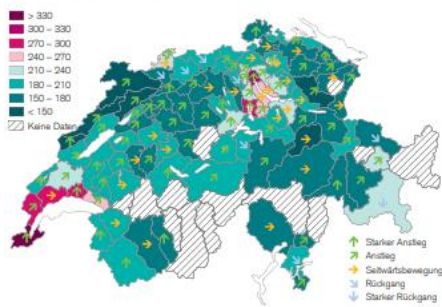 > 330
300 – 330
270 – 300
240 – 270
210 – 240
180 – 210
150 – 180
< 150
Keine Daten
Starker Anstieg
Anstieg
Seitwärtsbewegung
Rückgang
Starker Rückgang